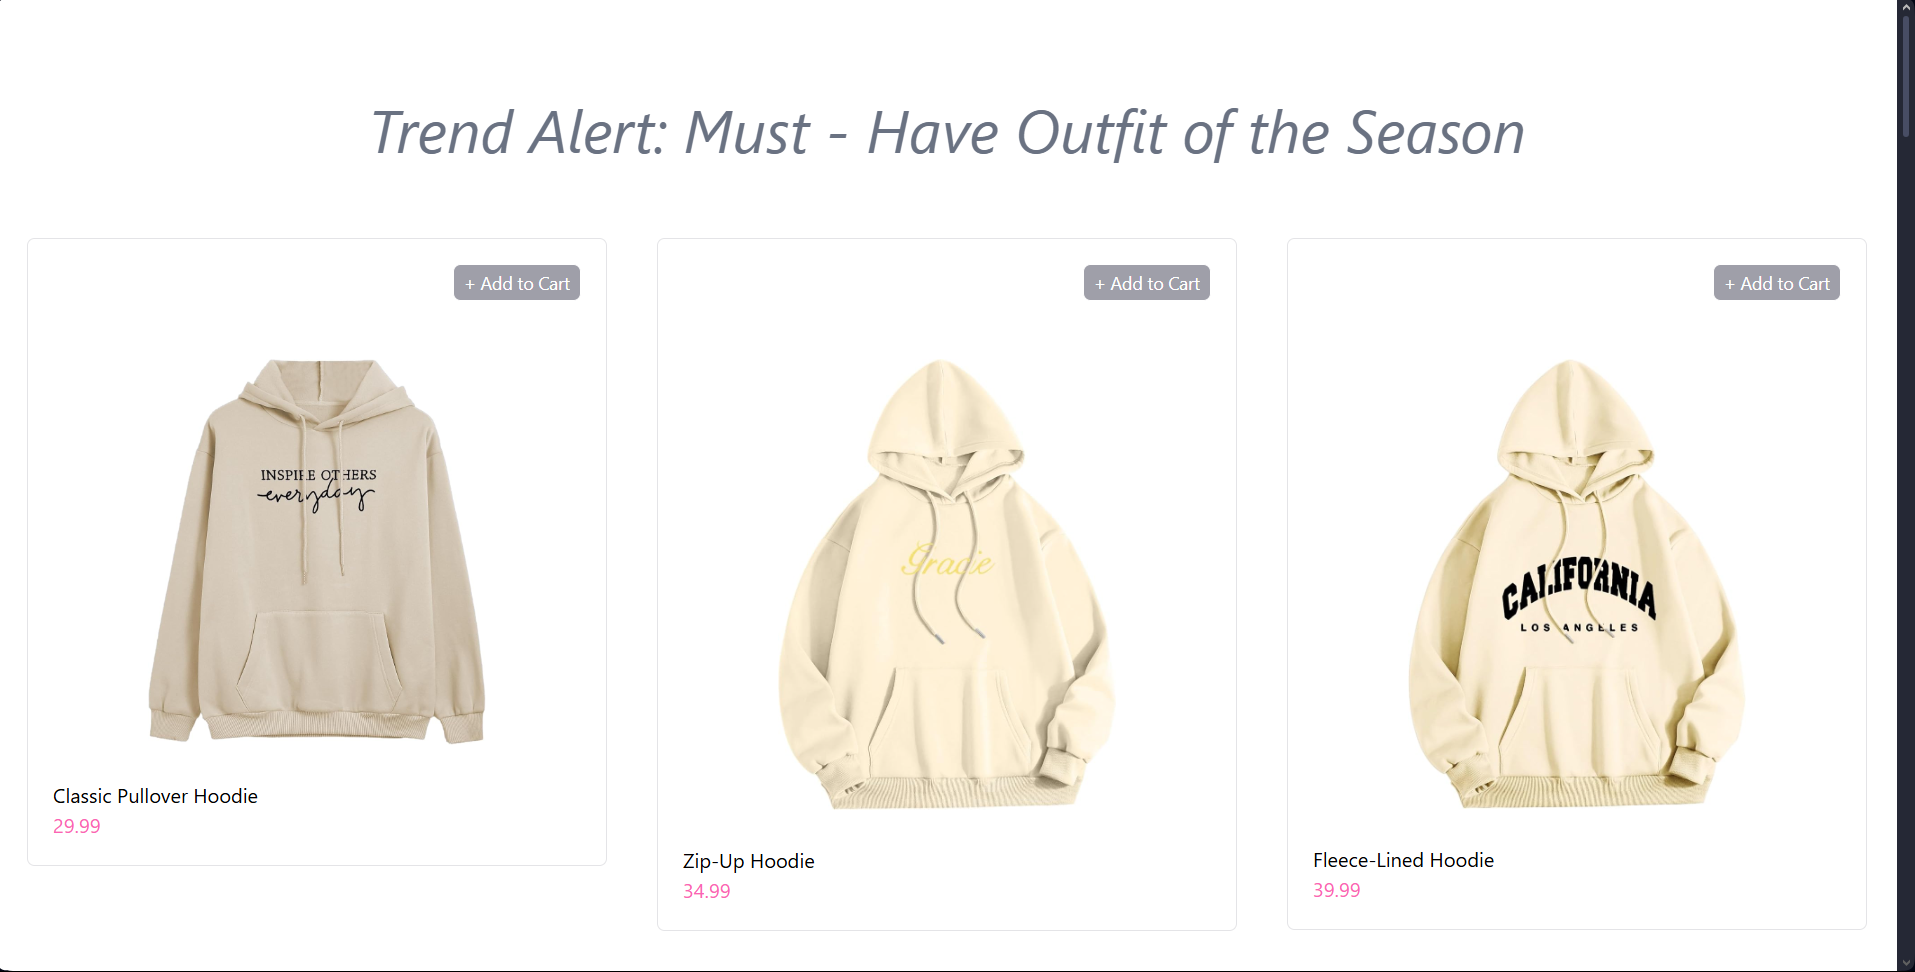 Trend Alert: Must - Have Outfit of the Season
+ Add to Cart
INSPIRE OTHERS
everyday
Classic Pullover Hoodie
29.99
+ Add to Cart
Gracie
Zip-Up Hoodie
34.99
+ Add to Cart
CALIFORNIA
LOS ANGELES
Fleece-Lined Hoodie
39.99